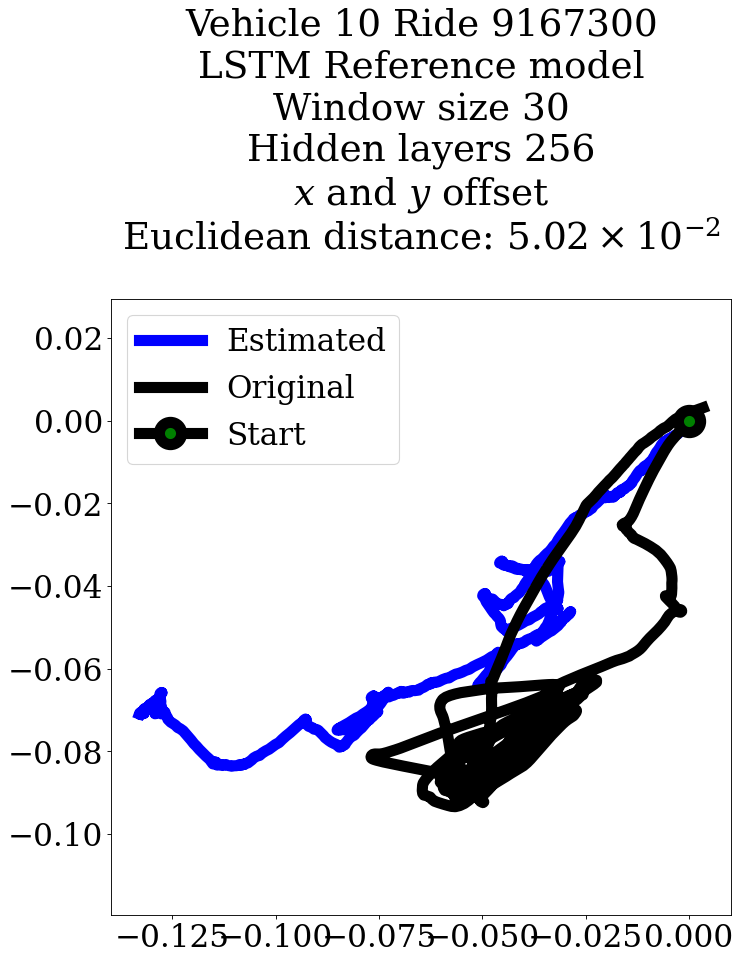 Vehicle 10 Ride 9167300
LSTM Reference model
Window size 30
Hidden layers 256
x and y offset
Euclidean distance: 5.02 × 10⁻²
Estimated
Original
Start
0.02
0.00
−0.02
−0.04
−0.06
−0.08
−0.10
−0.125 −0.100 −0.075 −0.050 −0.025 0.000